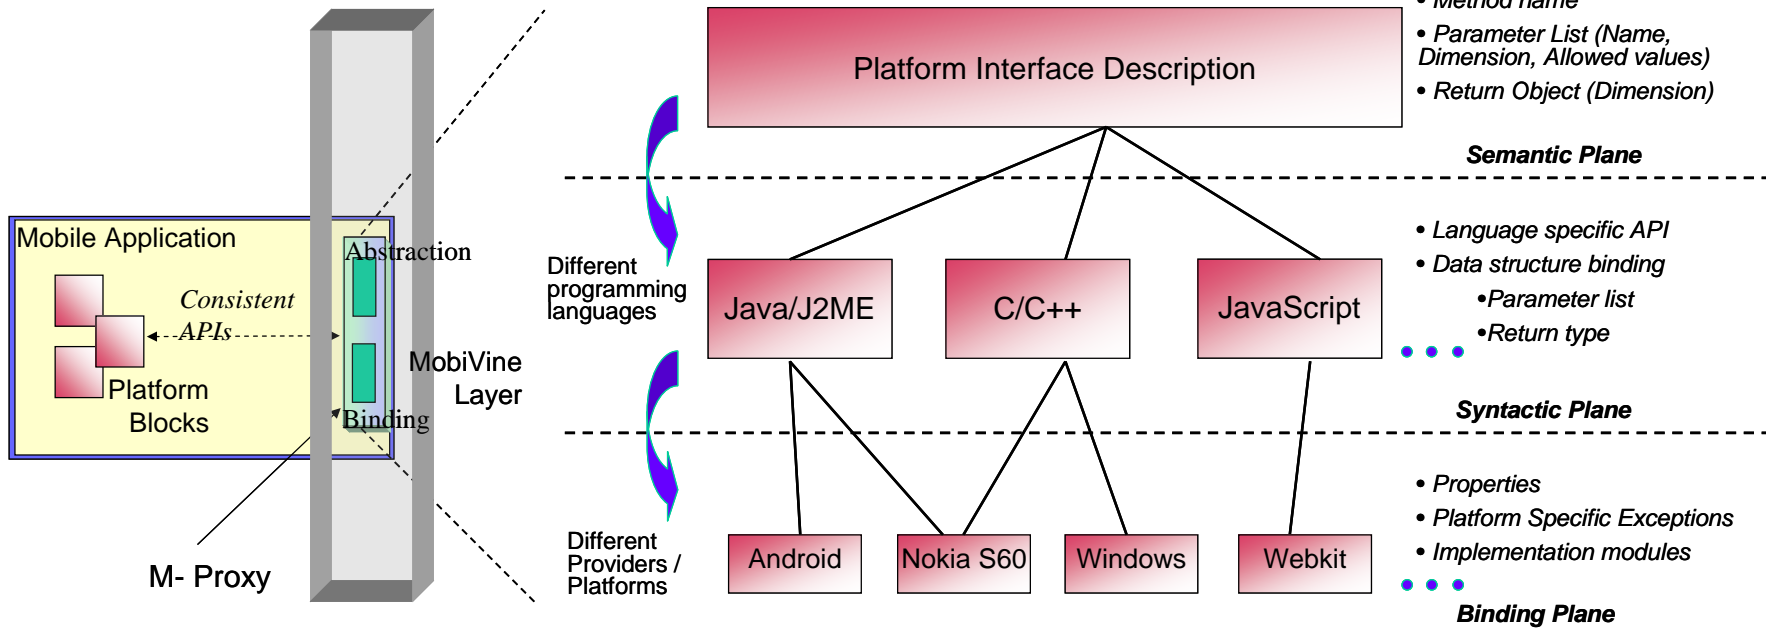 Mobile Application
Abstraction
Consistent
APIs
Platform
Blocks
Binding
MobiVine
Layer
M- Proxy
Platform Interface Description
• Method name
• Parameter List (Name,
Dimension, Allowed values)
• Return Object (Dimension)
Semantic Plane
Different
programming
languages
Java/J2ME
C/C++
JavaScript
• Language specific API
• Data structure binding
•Parameter list
•Return type
Syntactic Plane
Different
Providers /
Platforms
Android
Nokia S60
Windows
Webkit
• Properties
• Platform Specific Exceptions
• Implementation modules
Binding Plane